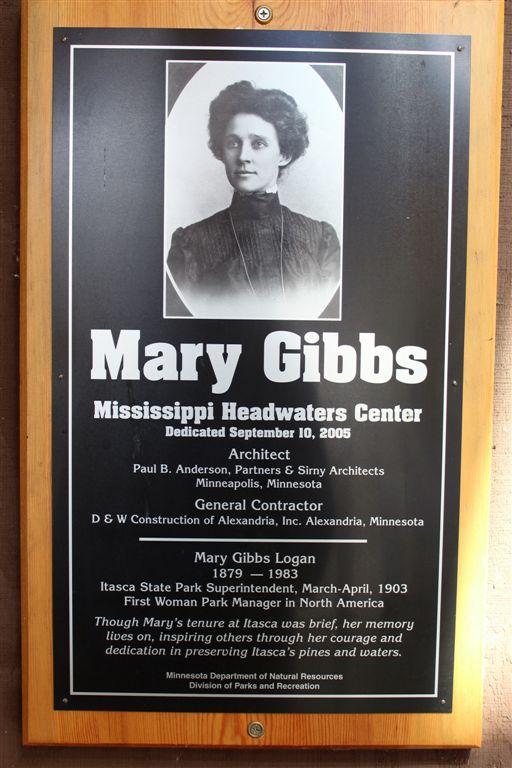 Mary Gibbs
Mississippi Headwaters Center
Dedicated September 10, 2005
Architect
Paul B. Anderson, Partners & Sirny Architects
Minneapolis, Minnesota
General Contractor
D & W Construction of Alexandria, Inc. Alexandria, Minnesota
Mary Gibbs Logan
1879 — 1983
Itasca State Park Superintendent, March-April, 1903
First Woman Park Manager in North America
Though Mary's tenure at Itasca was brief, her memory
lives on, inspiring others through her courage and
dedication in preserving Itasca's pines and waters.
Minnesota Department of Natural Resources
Division of Parks and Recreation